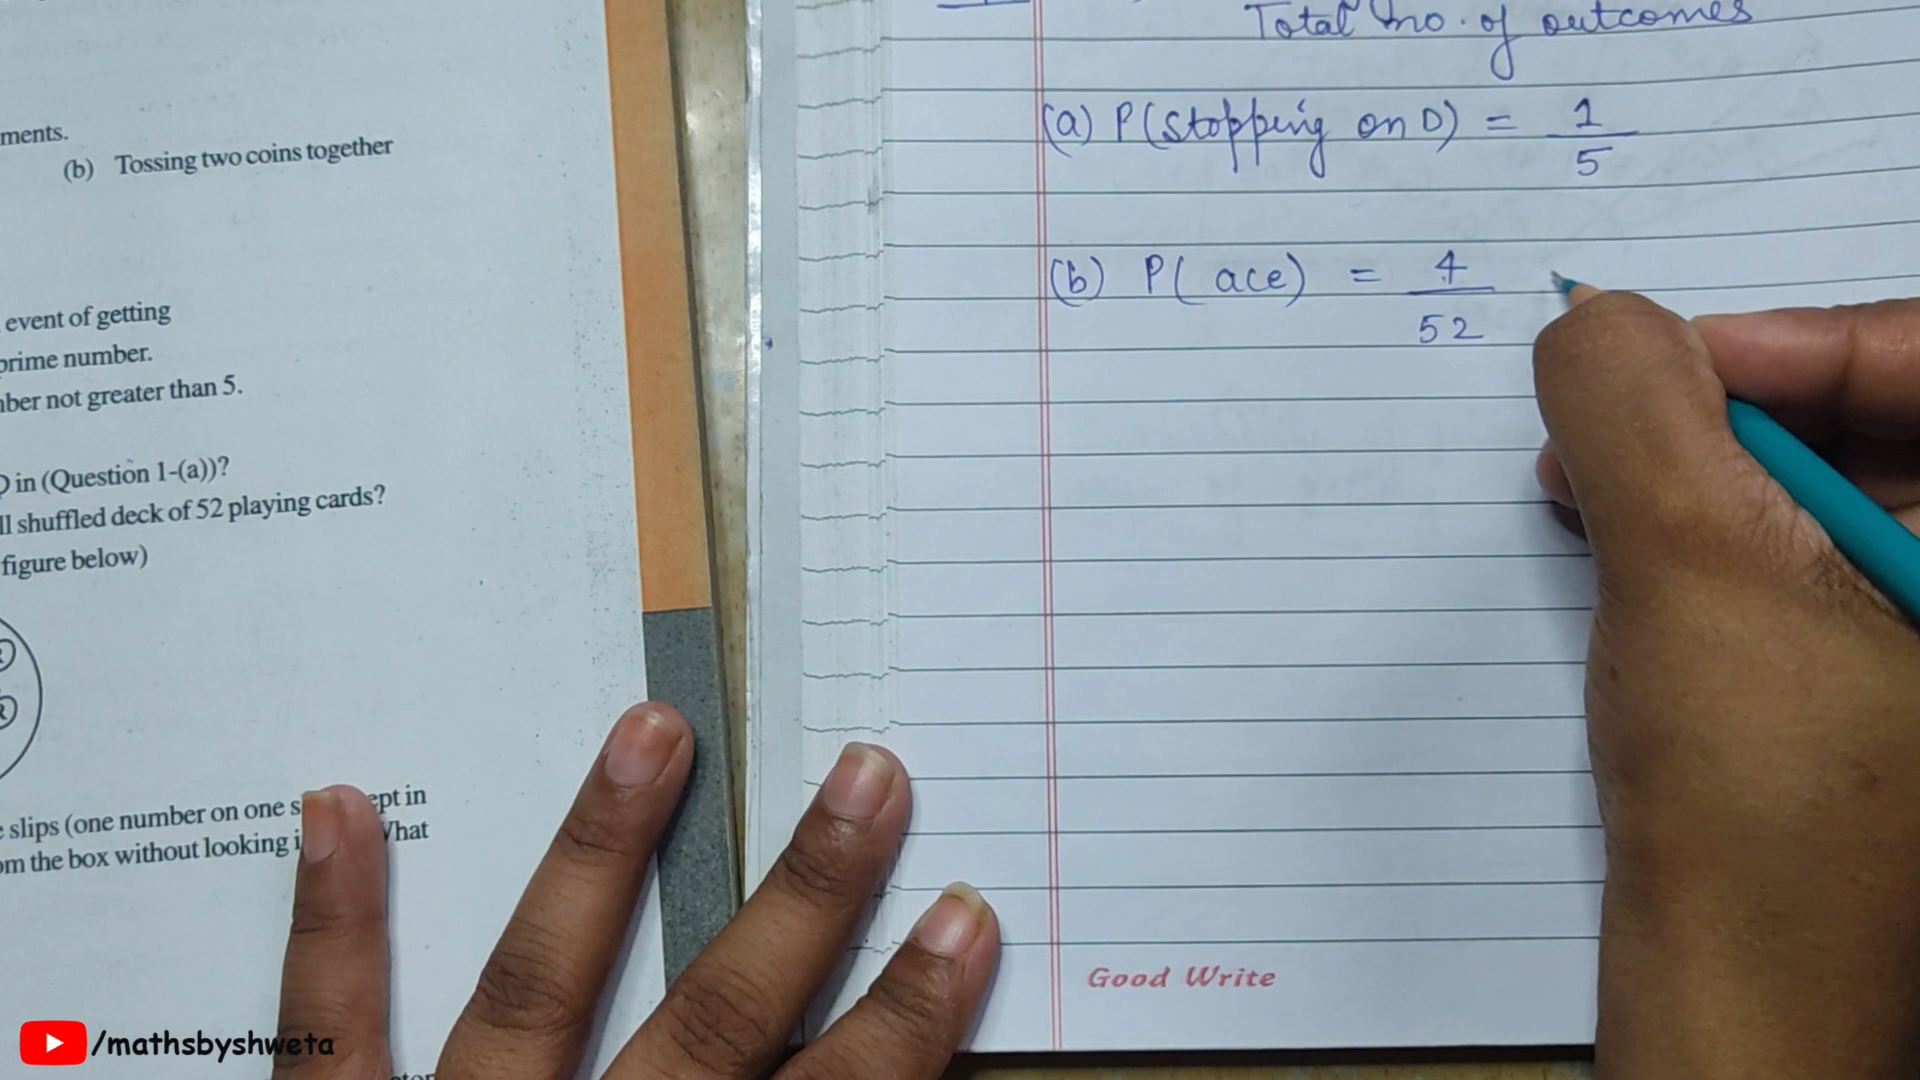 ments.
(b) Tossing two coins together
event of getting
prime number.
ber not greater than 5.
in (Question 1-(a))?
ll shuffled deck of 52 playing cards?
figure below)
slips (one number on one s ept in
om the box without looking i What
Total no. of outcomes
(a) P(stopping on D) = 1/5
(b) P( ace) = 4/52
Good Write
/mathsbyshweta